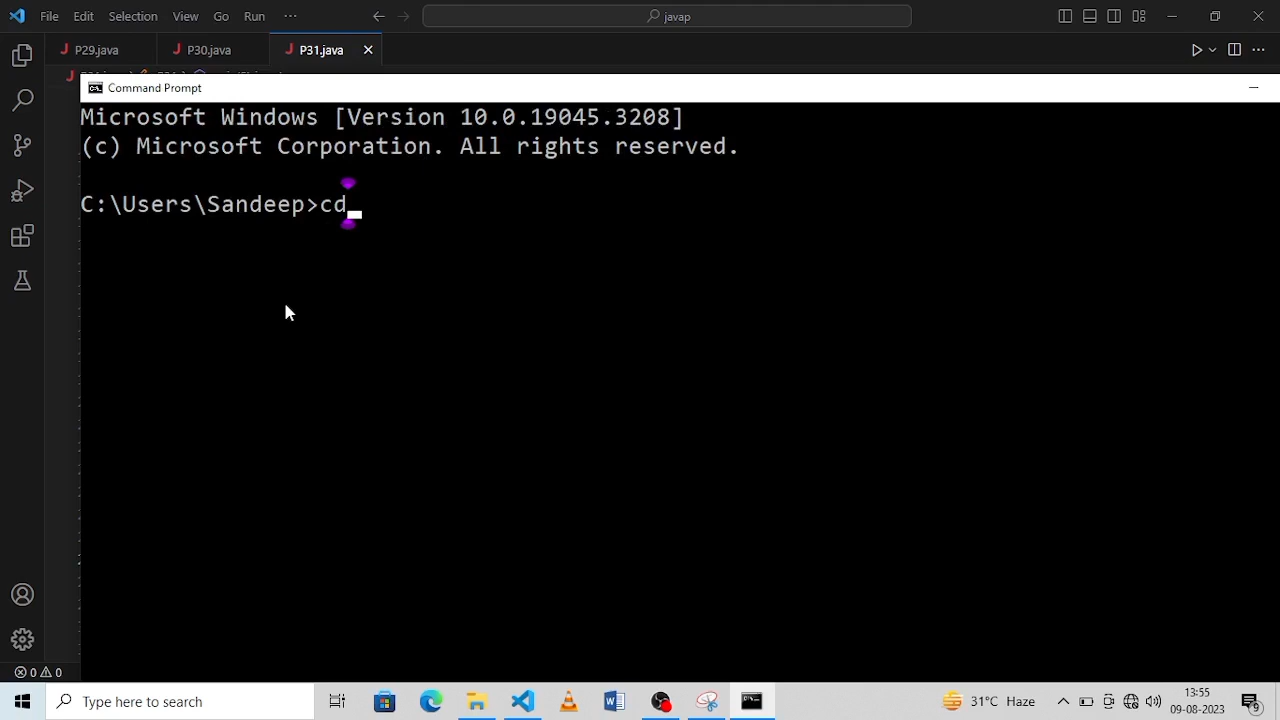 File Edit Selection View Go Run ··· javap
P29.java P30.java P31.java
Command Prompt
Microsoft Windows [Version 10.0.19045.3208]
(c) Microsoft Corporation. All rights reserved.
C:\Users\Sandeep>cd
0 0
Type here to search
31°C Haze
13:55
09-08-2023
9